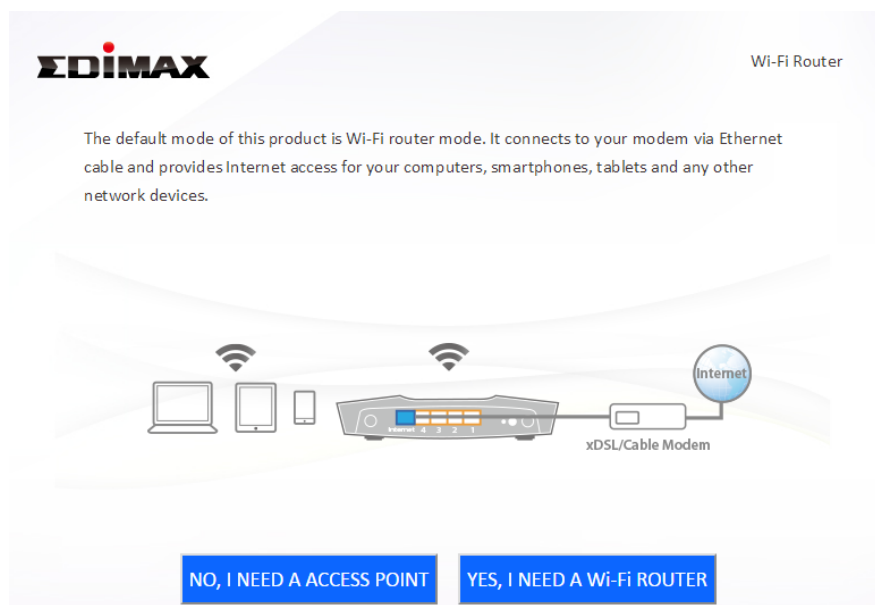 EDIMAX
Wi-Fi Router
The default mode of this product is Wi-Fi router mode. It connects to your modem via Ethernet
cable and provides Internet access for your computers, smartphones, tablets and any other
network devices.
Internet
Internet 4 3 2 1
xDSL/Cable Modem
NO, I NEED A ACCESS POINT
YES, I NEED A Wi-Fi ROUTER